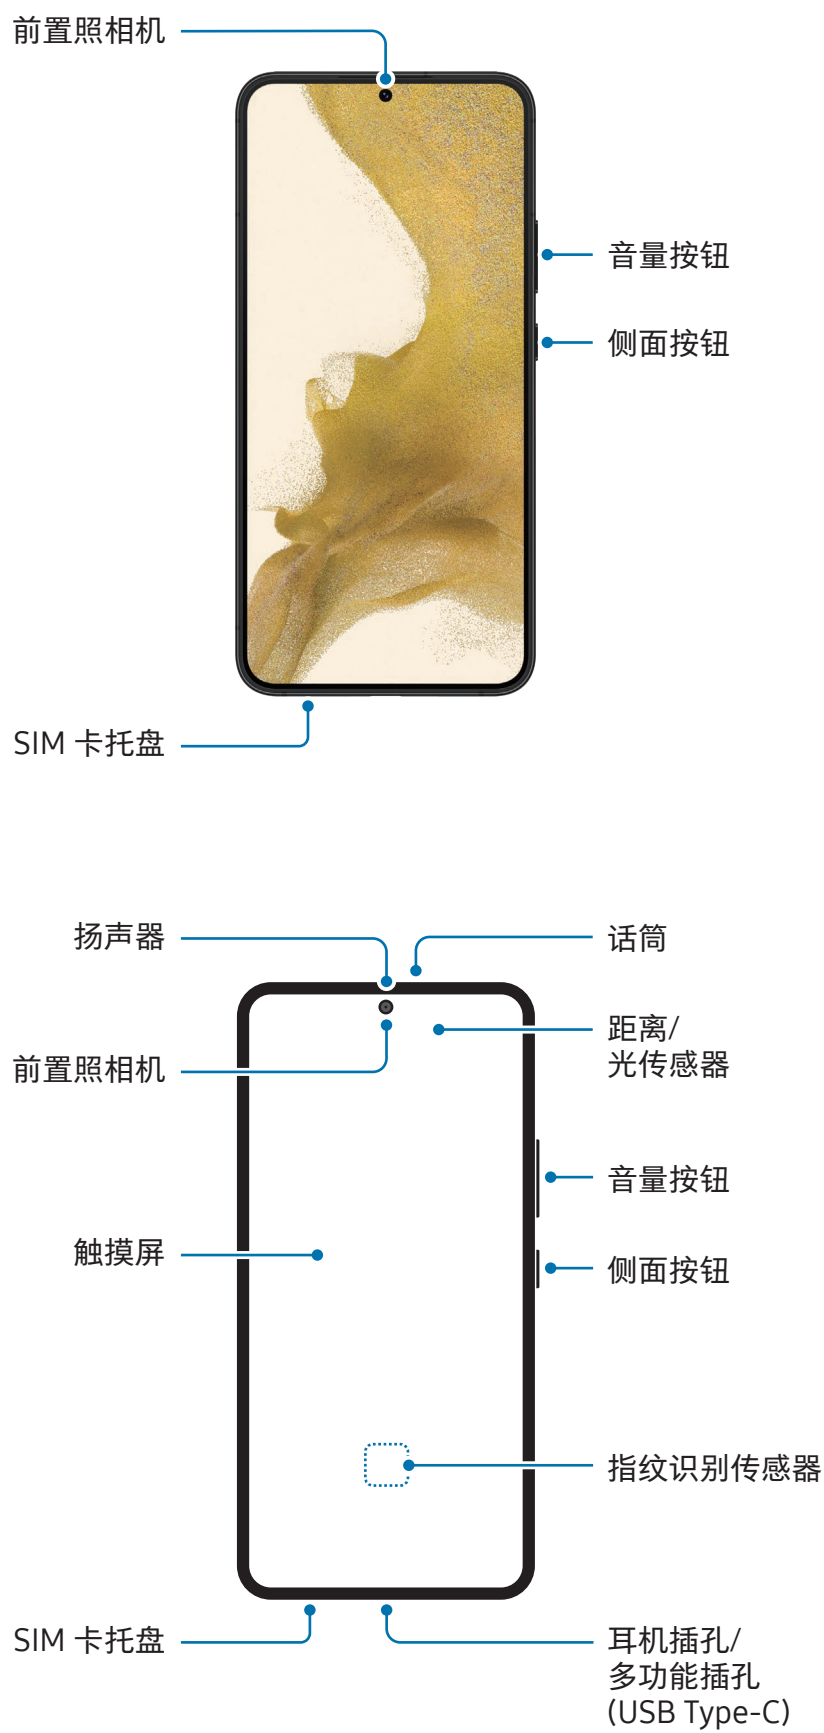 前置照相机
音量按钮
侧面按钮
SIM 卡托盘
扬声器
话筒
前置照相机
距离/
光传感器
音量按钮
触摸屏
侧面按钮
指纹识别传感器
SIM 卡托盘
耳机插孔/
多功能插孔
(USB Type-C)